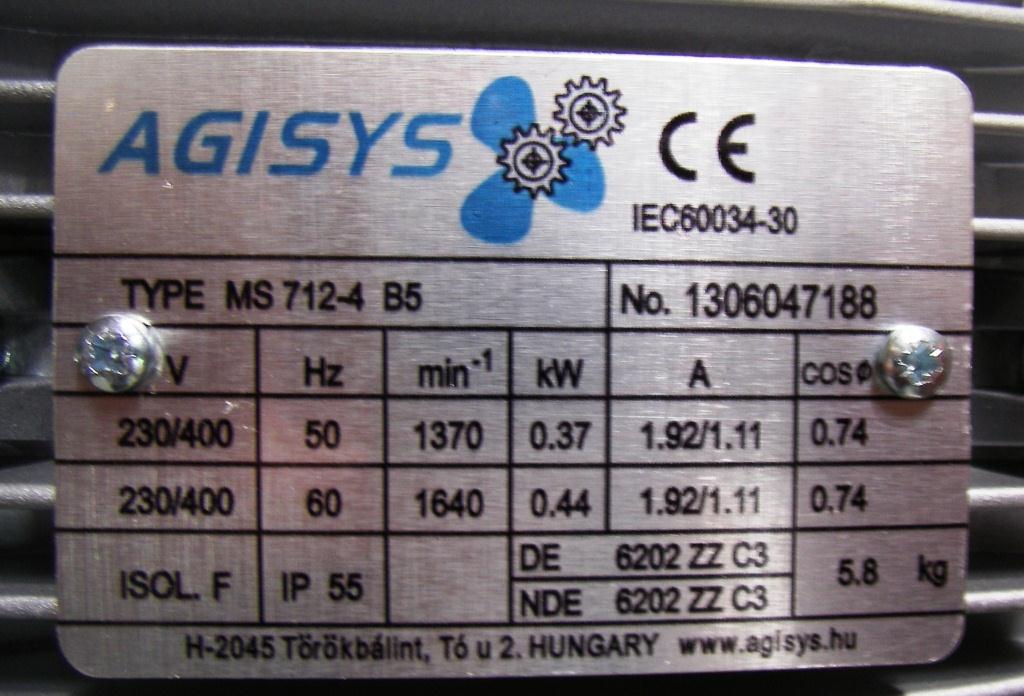 AGISYS CE
IEC60034-30
TYPE MS 712-4 B5 No. 1306047188
V Hz min⁻¹ kW A COSΦ
230/400 50 1370 0.37 1.92/1.11 0.74
230/400 60 1640 0.44 1.92/1.11 0.74
ISOL. F IP 55 DE 6202 ZZ C3 5.8 kg
NDE 6202 ZZ C3
H-2045 Törökbálint, Tó u 2. HUNGARY www.agisys.hu